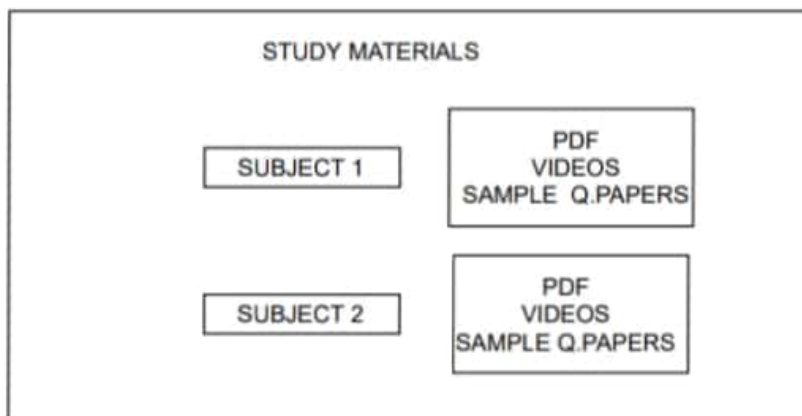 STUDY MATERIALS
SUBJECT 1
PDF
VIDEOS
SAMPLE Q.PAPERS
SUBJECT 2
PDF
VIDEOS
SAMPLE Q.PAPERS